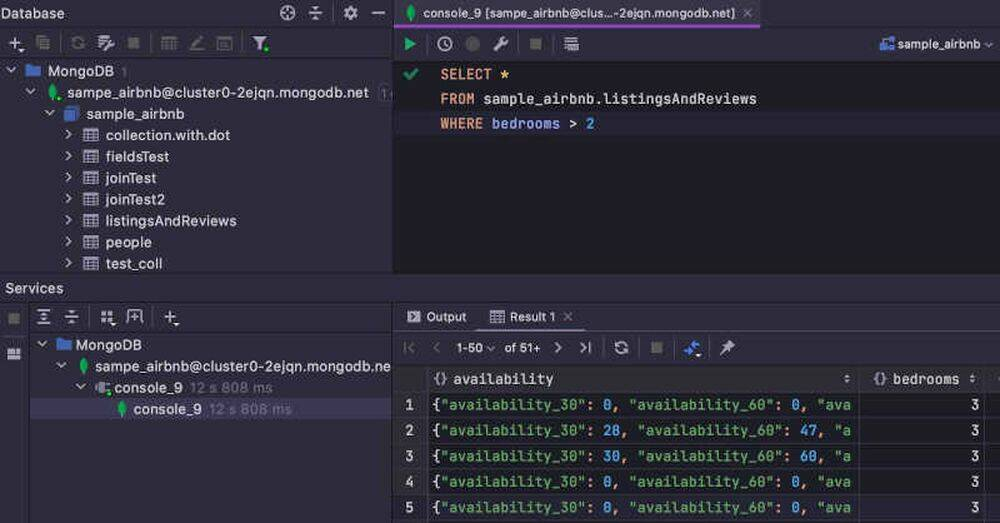 Database
MongoDB 1
sampe_airbnb@cluster0-2ejqn.mongodb.net 1
sample_airbnb
collection.with.dot
fieldsTest
joinTest
joinTest2
listingsAndReviews
people
test_coll
console_9 [sampe_airbnb@clus...-2ejqn.mongodb.net]
sample_airbnb
SELECT *
FROM sample_airbnb.listingsAndReviews
WHERE bedrooms > 2
Services
MongoDB
sampe_airbnb@cluster0-2ejqn.mongodb.ne
console_9 12 s 808 ms
console_9 12 s 808 ms
Output Result 1
1-50 of 51+
{} availability {} bedrooms
1 {"availability_30": 0, "availability_60": 0, "ava 3
2 {"availability_30": 28, "availability_60": 47, "a 3
3 {"availability_30": 30, "availability_60": 60, "a 3
4 {"availability_30": 0, "availability_60": 0, "ava 3
5 {"availability_30": 0, "availability_60": 0, "ava 3